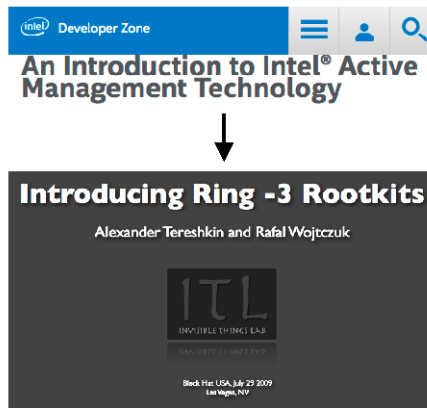 intel Developer Zone
An Introduction to Intel® Active
Management Technology
Introducing Ring -3 Rootkits
Alexander Tereshkin and Rafal Wojtczuk
ITL
INVISIBLE THINGS LAB
Black Hat USA, July 29 2009
Las Vegas, NV